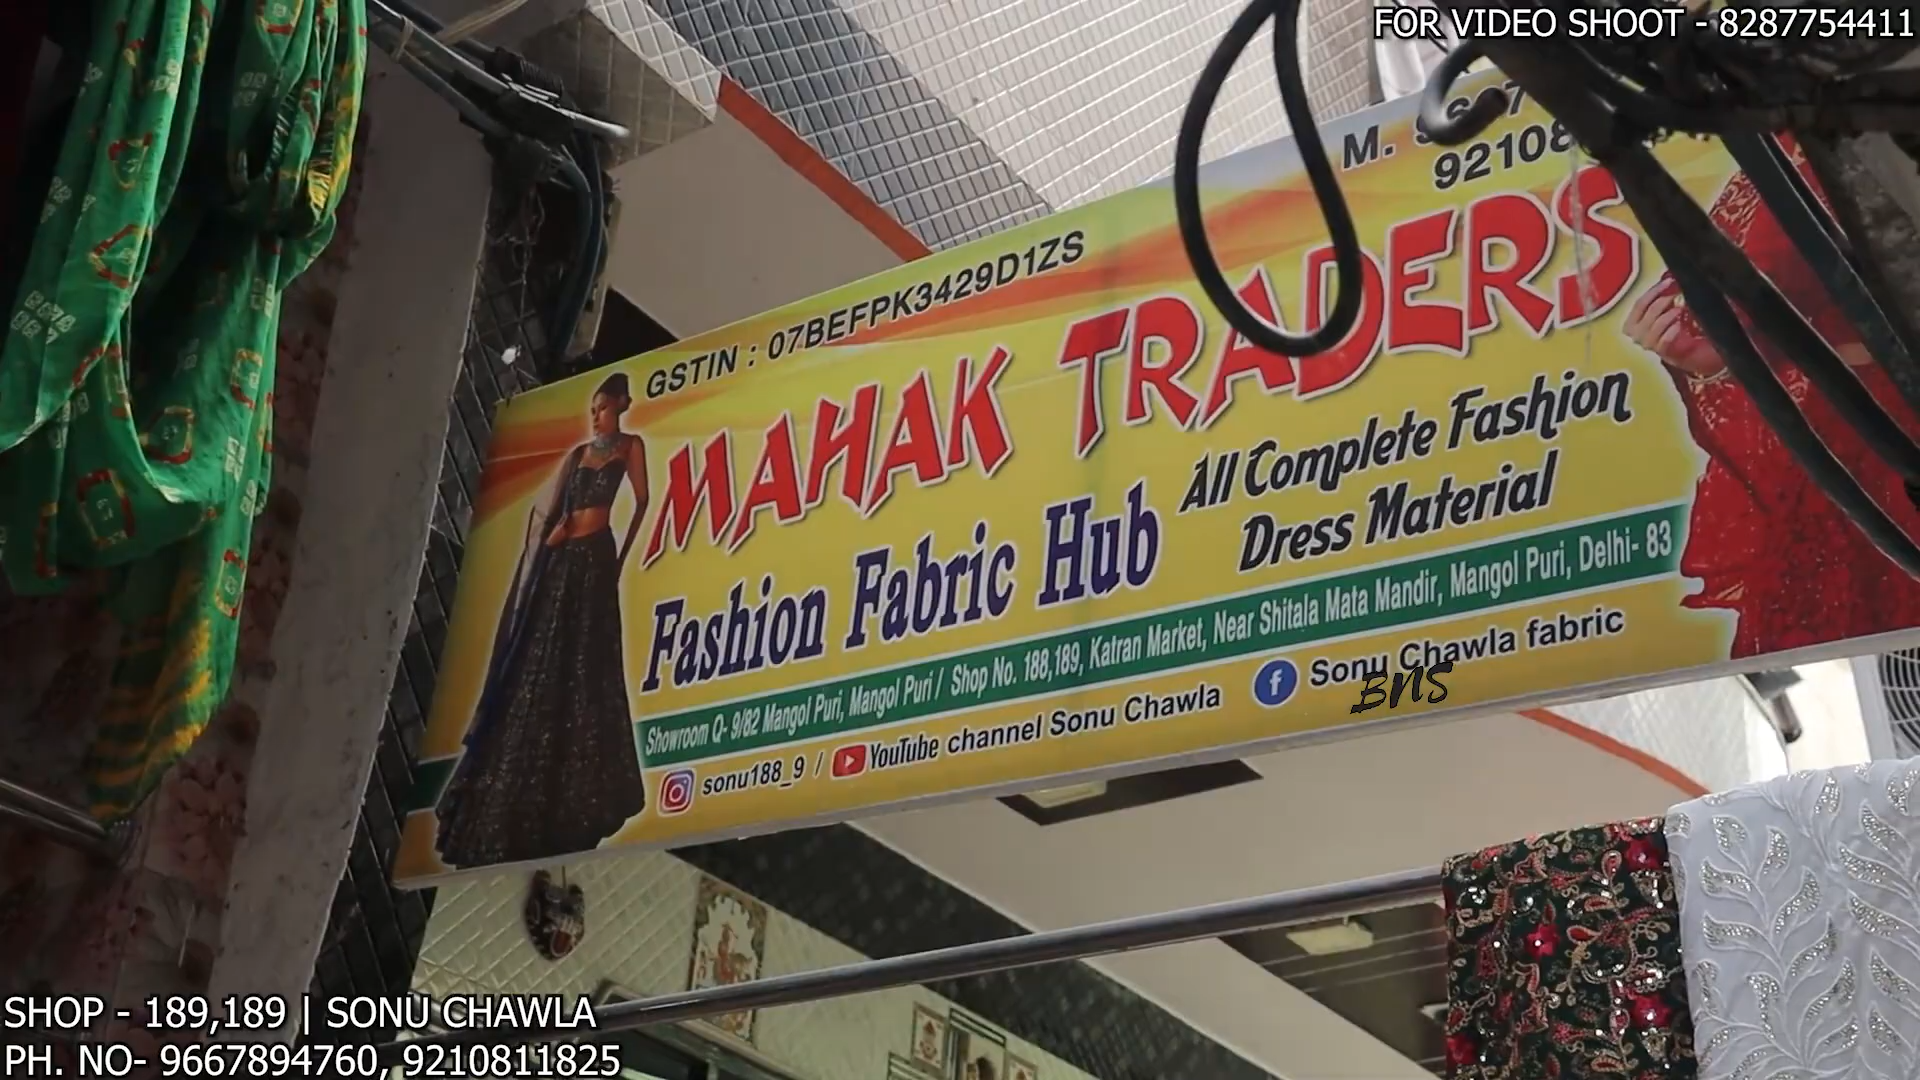 FOR VIDEO SHOOT - 8287754411
M.
GSTIN : 07BEFPK3429D1ZS
MAHAK TRADERS
Fashion Fabric Hub
All Complete Fashion
Dress Material
Showroom Q- 9/82 Mangol Puri, Mangol Puri / Shop No. 188,189, Katran Market, Near Shitala Mata Mandir, Mangol Puri, Delhi- 83
sonu188_9 / YouTube channel Sonu Chawla Sonu Chawla fabric
BNS
SHOP - 189,189 | SONU CHAWLA
PH. NO- 9667894760, 9210811825